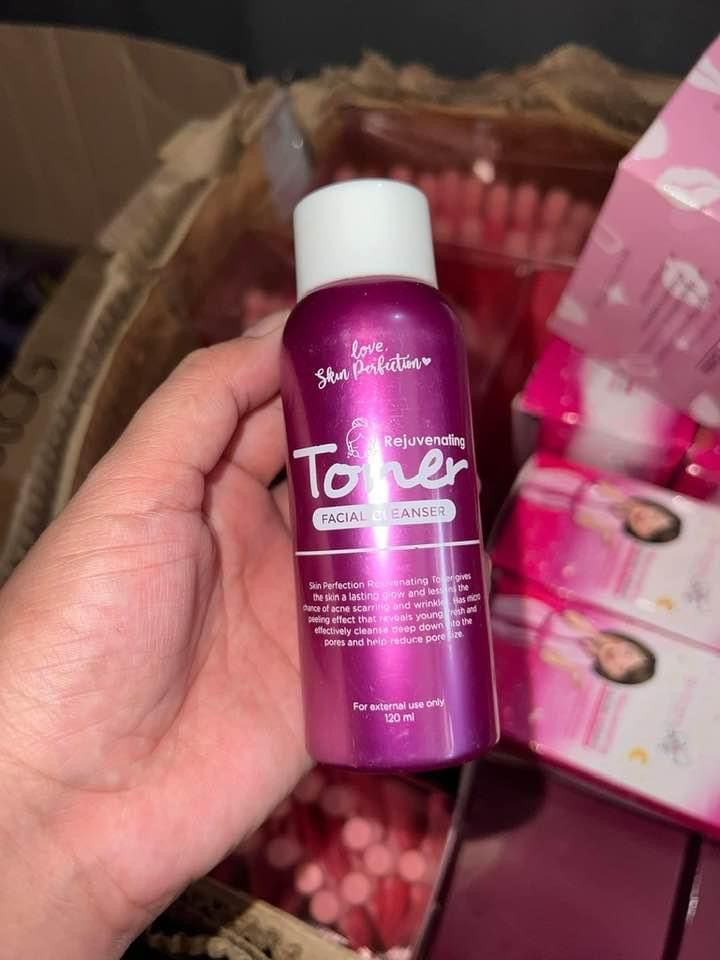 love,
Skin Perfection
Rejuvenating
Toner
FACIAL CLEANSER
Skin Perfection Rejuvenating Toner gives
the skin a lasting glow and lessens the
chance of acne scarring and wrinkle. Has micro
peeling effect that reveals young, fresh and
effectively cleanse deep down into the
pores and help reduce pore size.
For external use only
120 ml